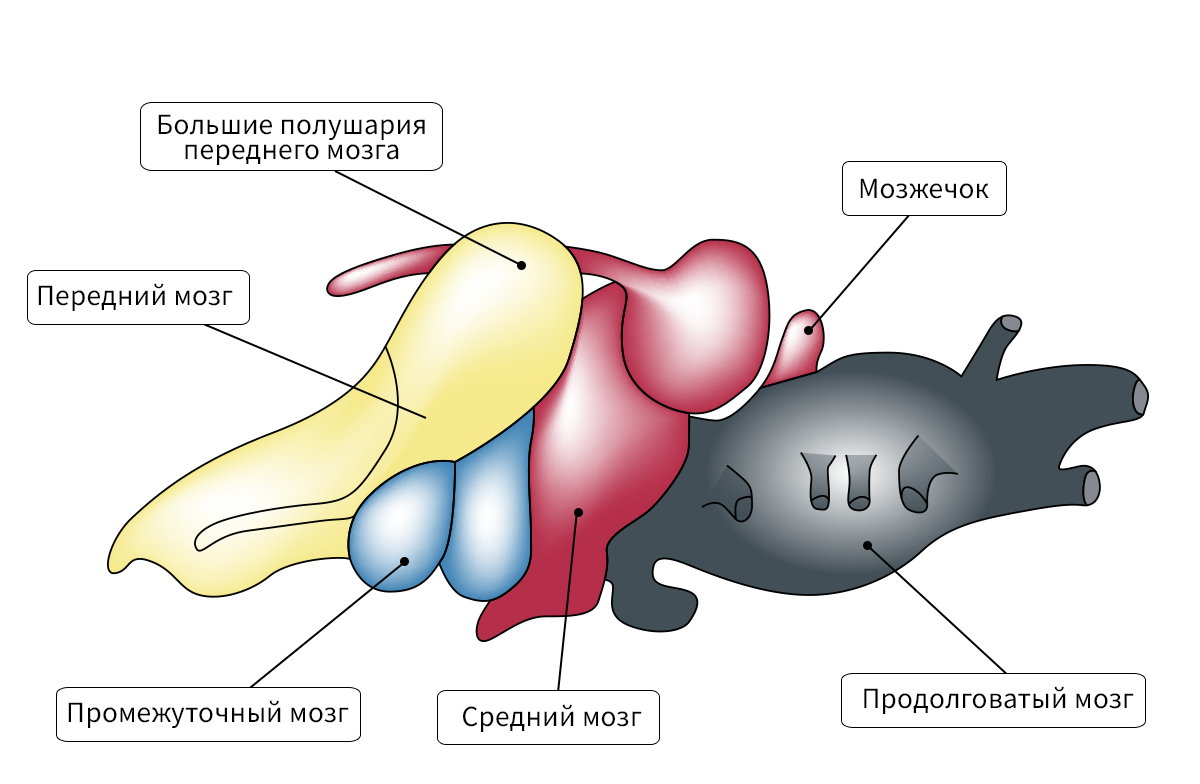 Большие полушария
переднего мозга
Мозжечок
Передний мозг
Промежуточный мозг
Средний мозг
Продолговатый мозг